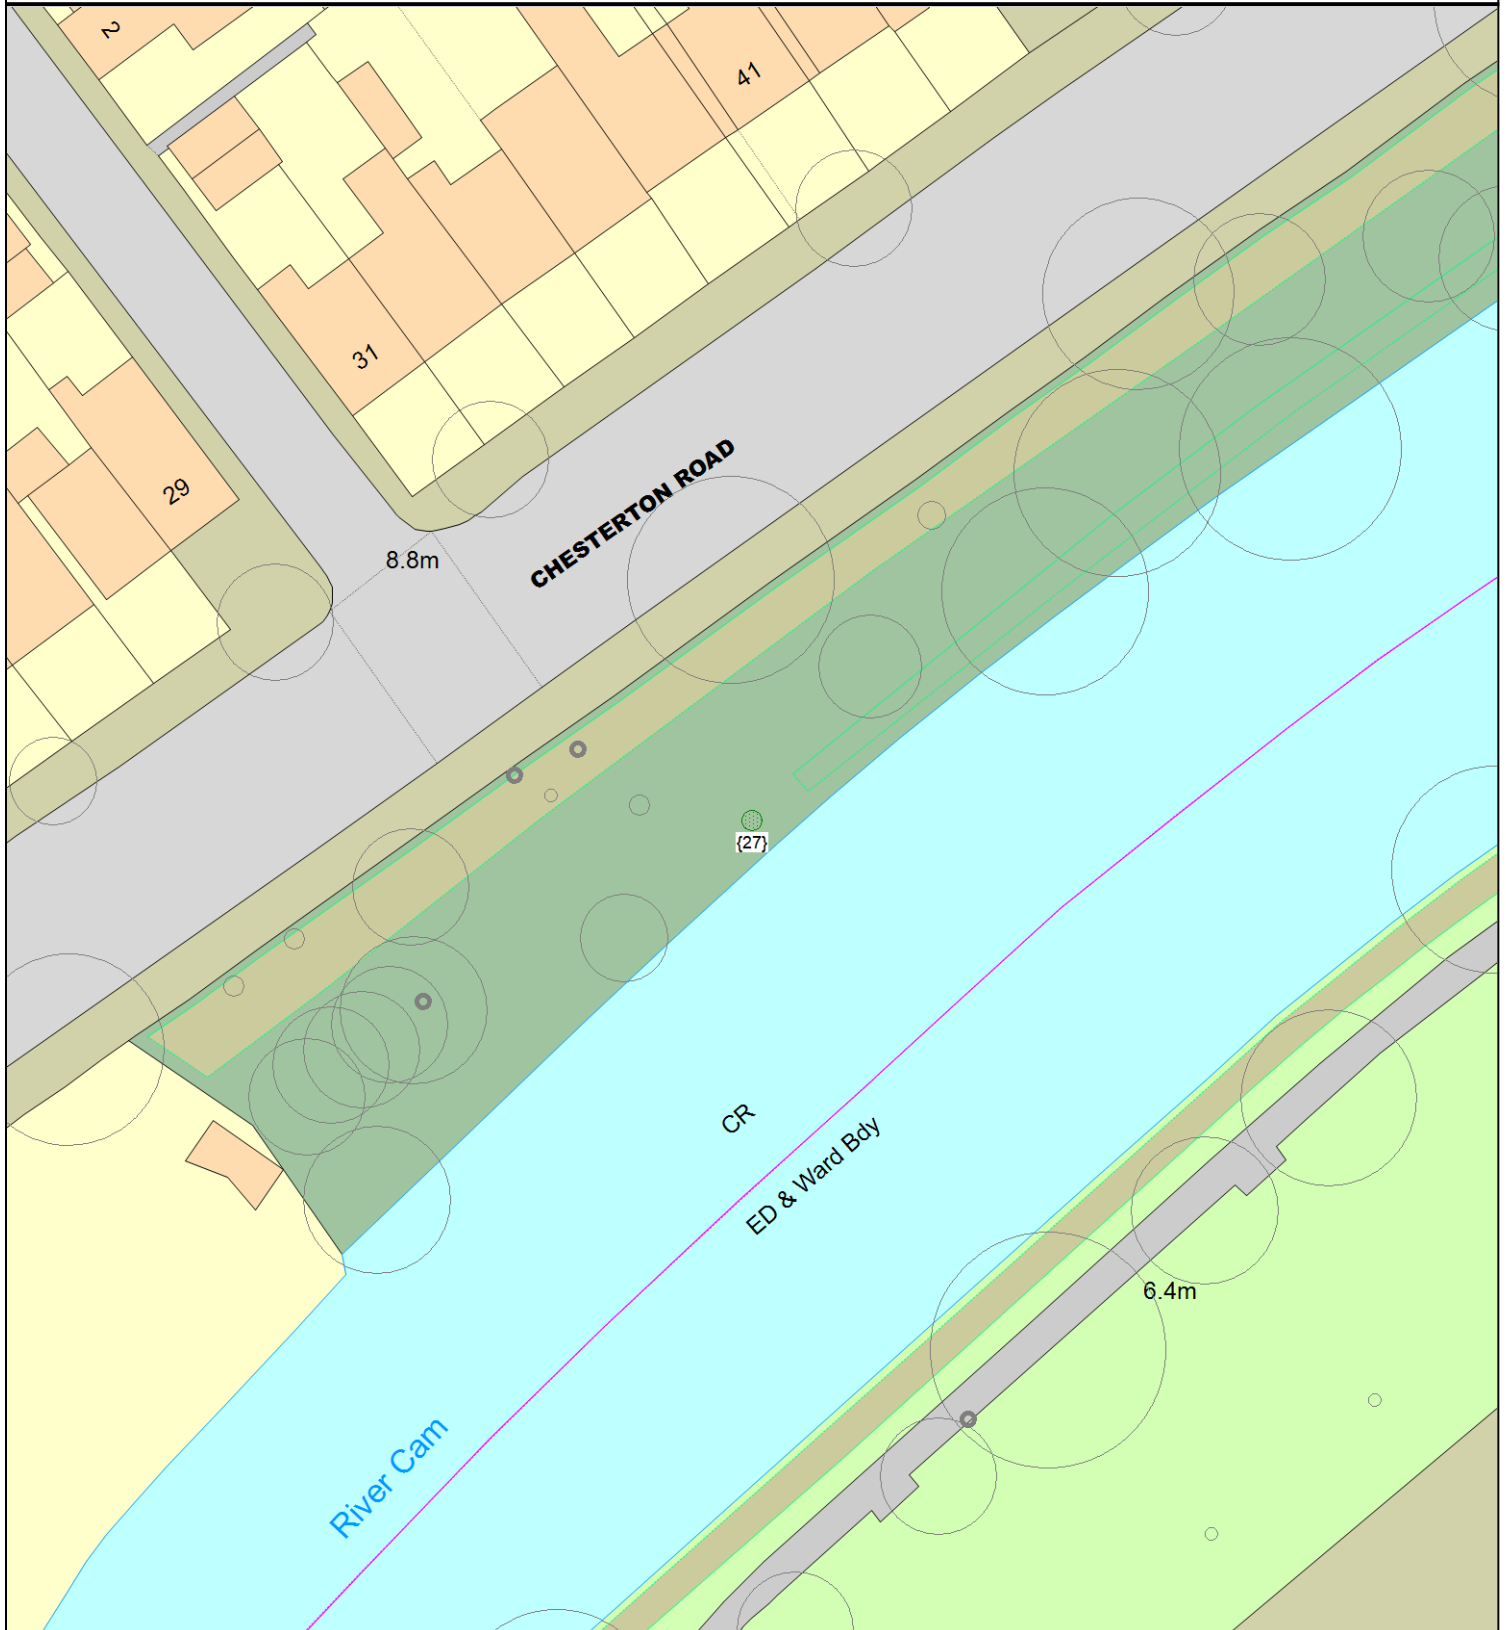 2
41
31
29
CHESTERTON ROAD
8.8m
{27}
CR
ED & Ward Bdy
6.4m
River Cam